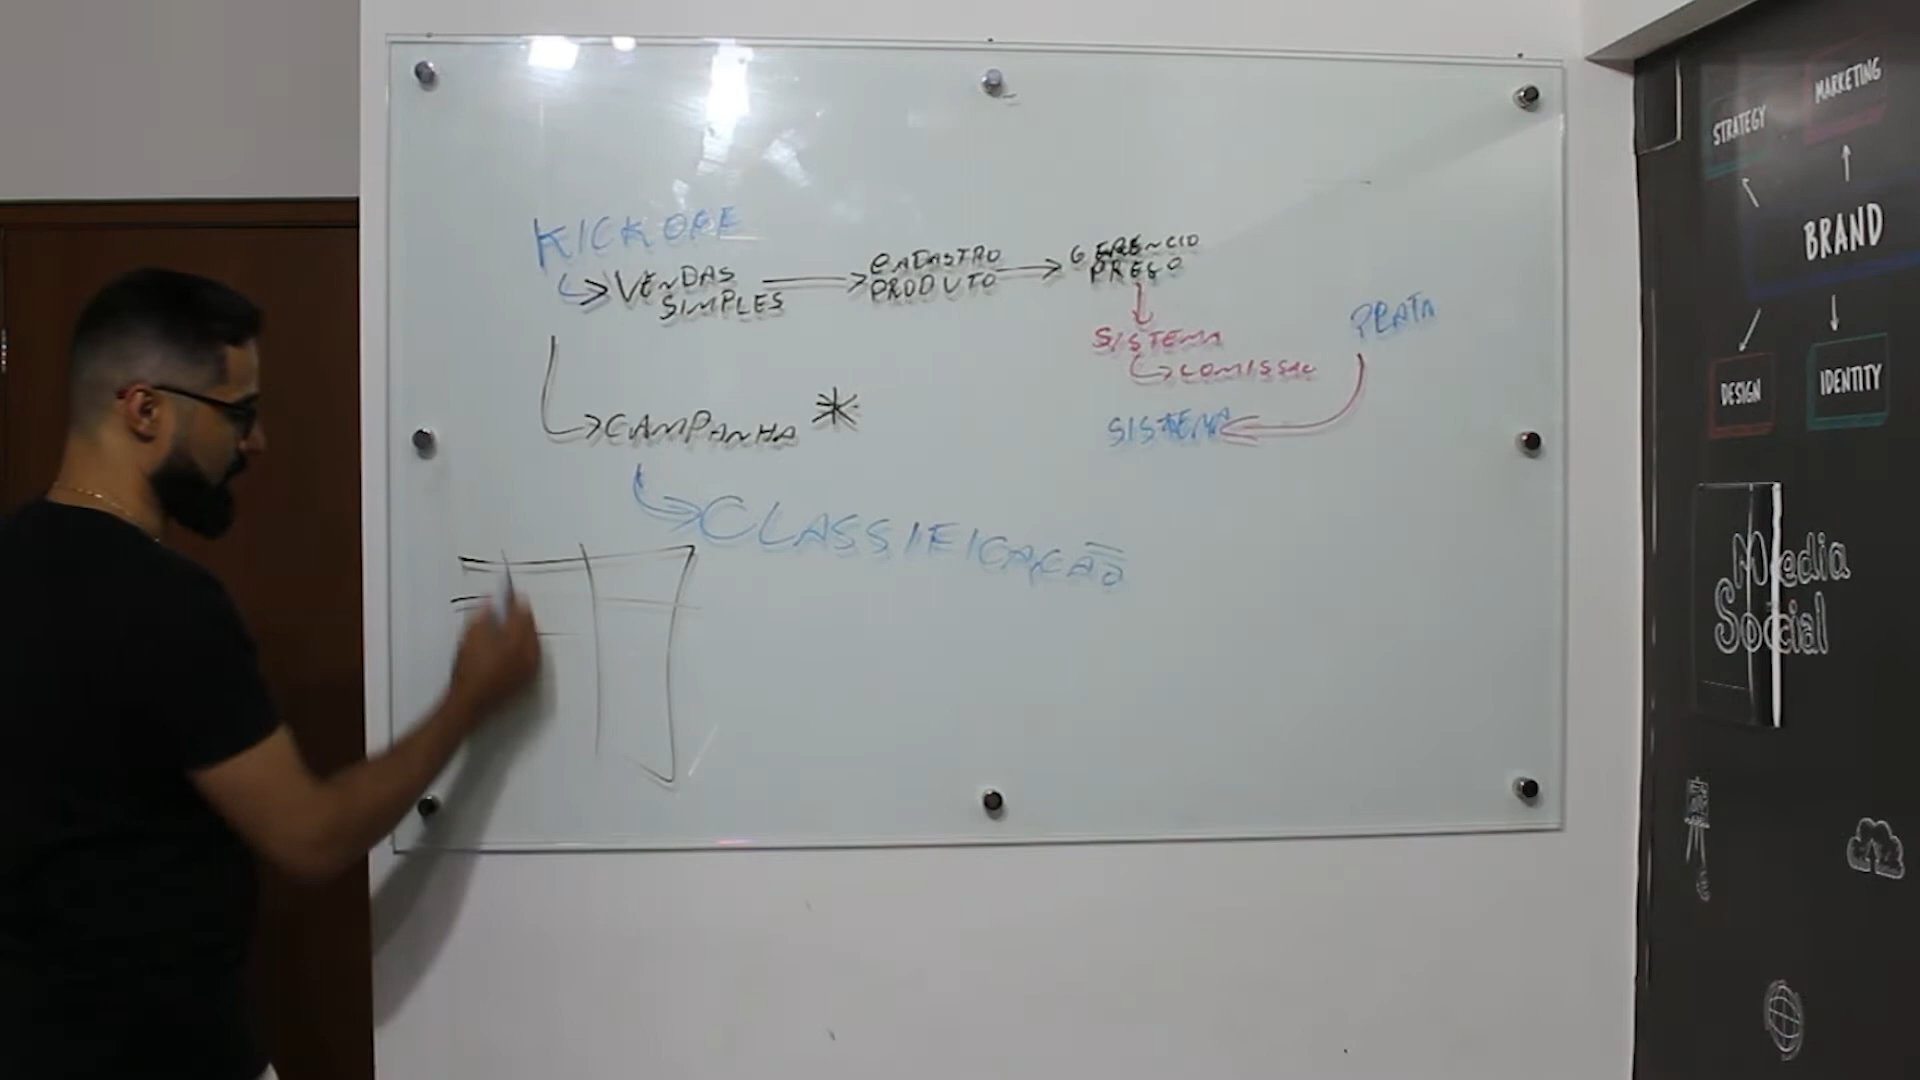 KICKOFF
VENDAS
SIMPLES
CADASTRO
PRODUTO
GERENCIO
PREÇO
SISTEMA
COMISSAO
PRATA
SISTEMA
CAMPANHA *
CLASSIFICAÇÃO
STRATEGY
MARKETING
BRAND
DESIGN
IDENTITY
Media
Social